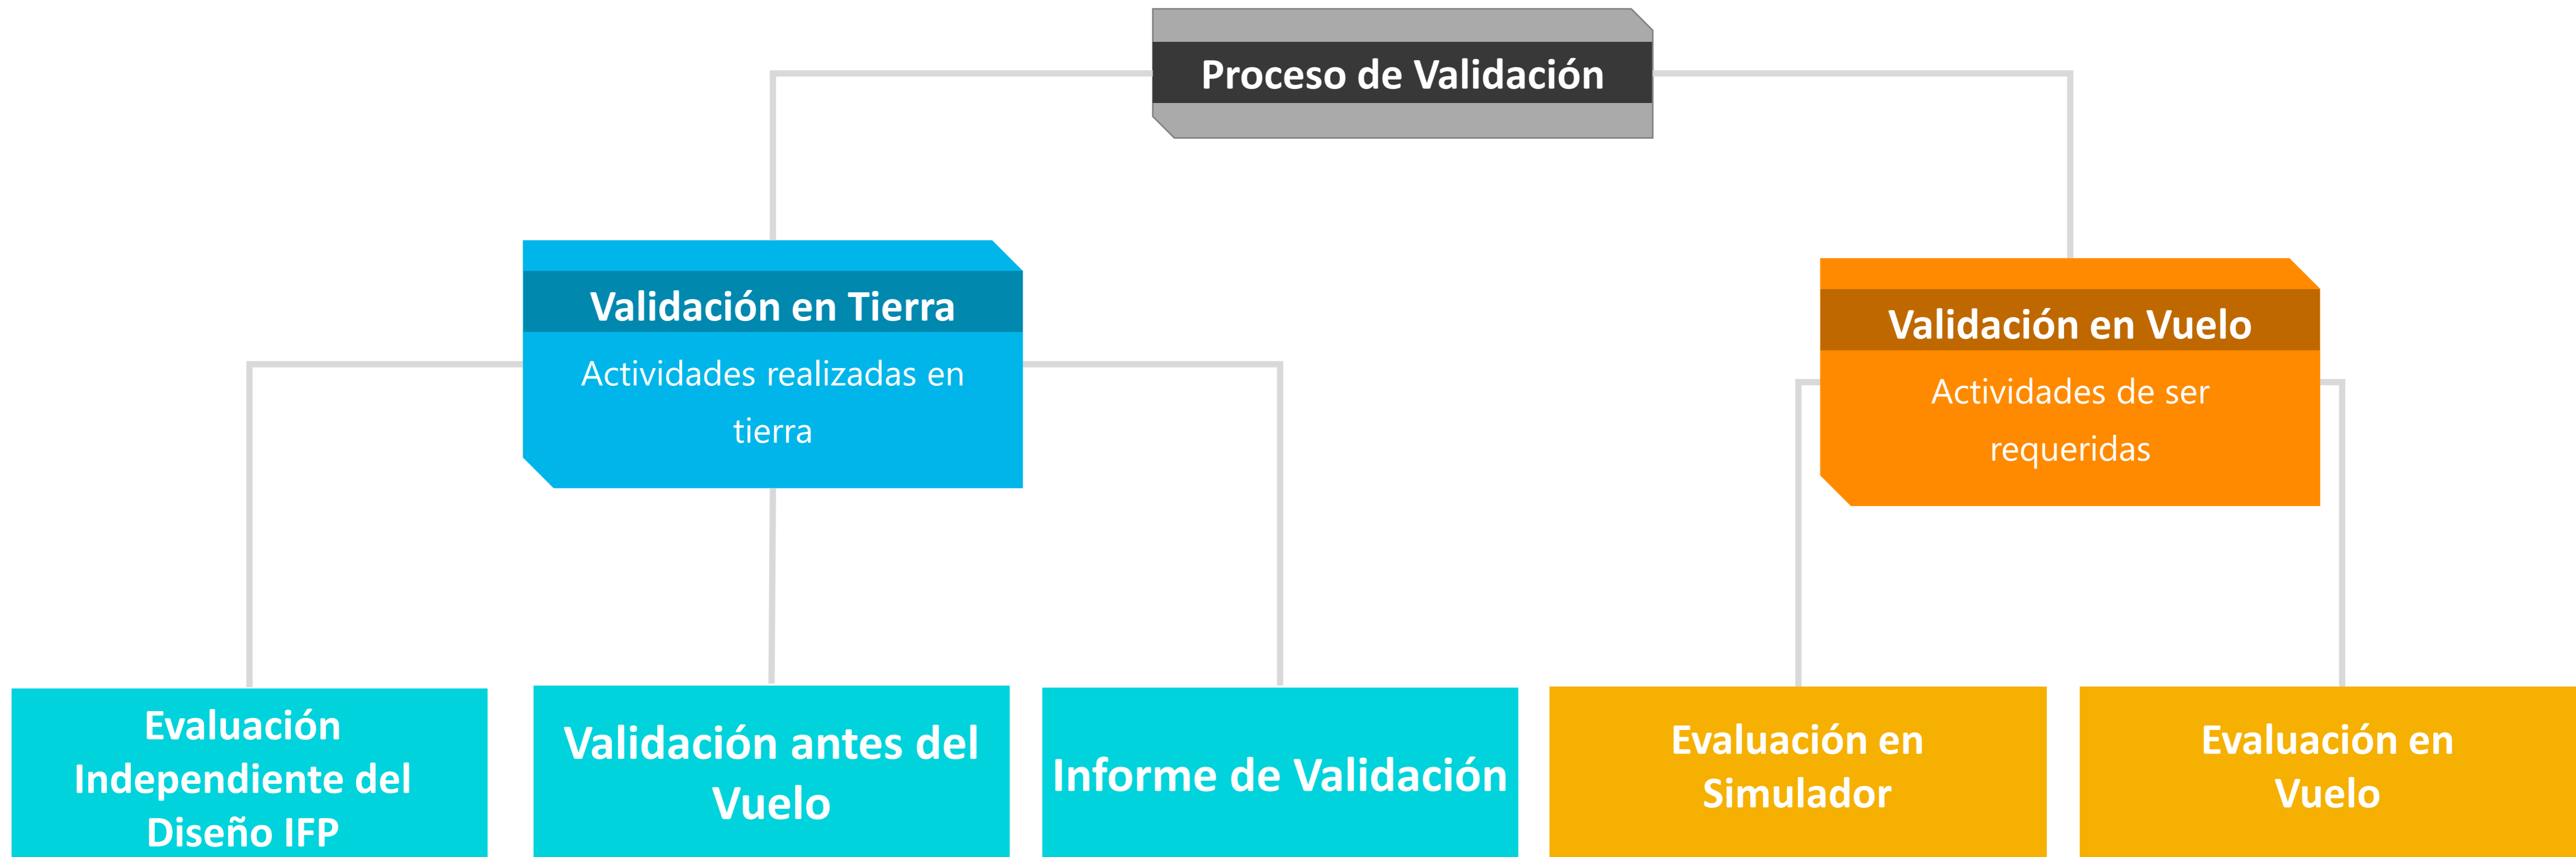 Proceso de Validación
Validación en Tierra
Actividades realizadas en
tierra
Validación en Vuelo
Actividades de ser
requeridas
Evaluación
Independiente del
Diseño IFP
Validación antes del
Vuelo
Informe de Validación
Evaluación en
Simulador
Evaluación en
Vuelo